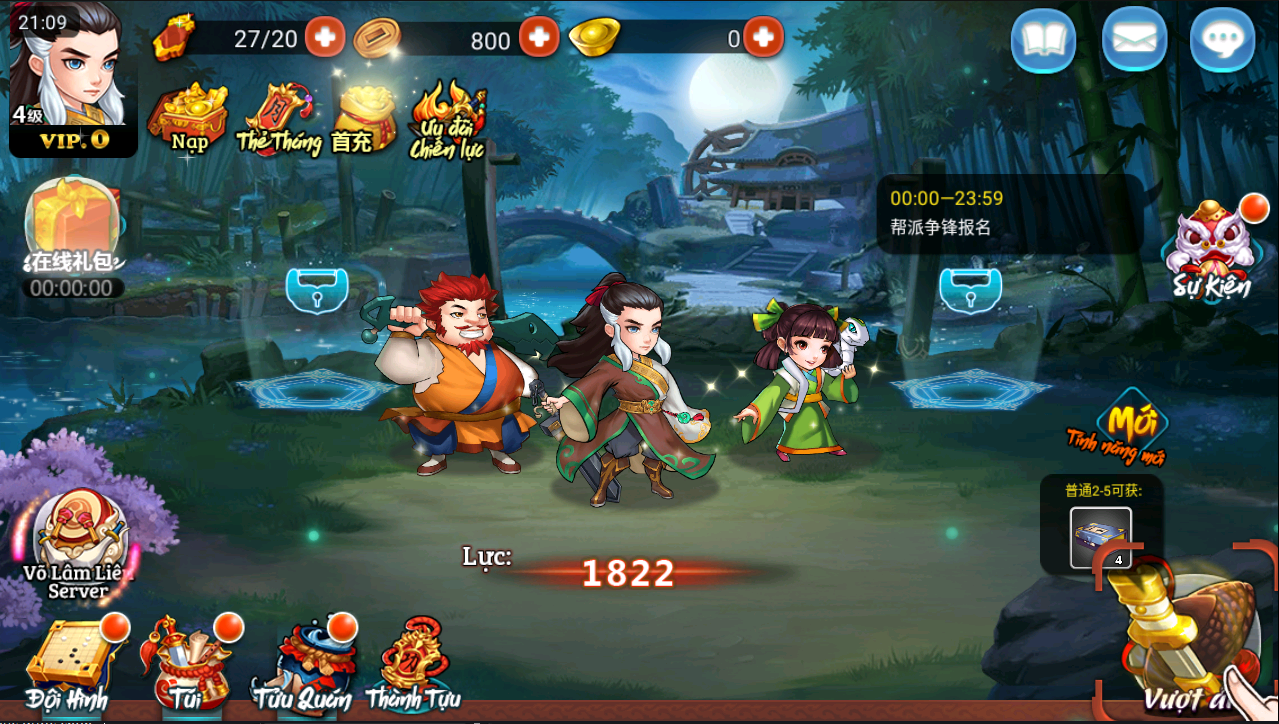 21:09
27/20
800
0
4级
VIP.0
Nạp
Thẻ Tháng
首充
Ưu đãi
Chiến lực
00:00—23:59
帮派争锋报名
Sự Kiện
在线礼包
00:00:00
Mới
Tính năng mới
普通2-5可获:
4
Võ Lâm Liê
Server
Lực:
1822
Đội Hình
Túi
Tửu Quán
Thành Tựu
Vượt ải